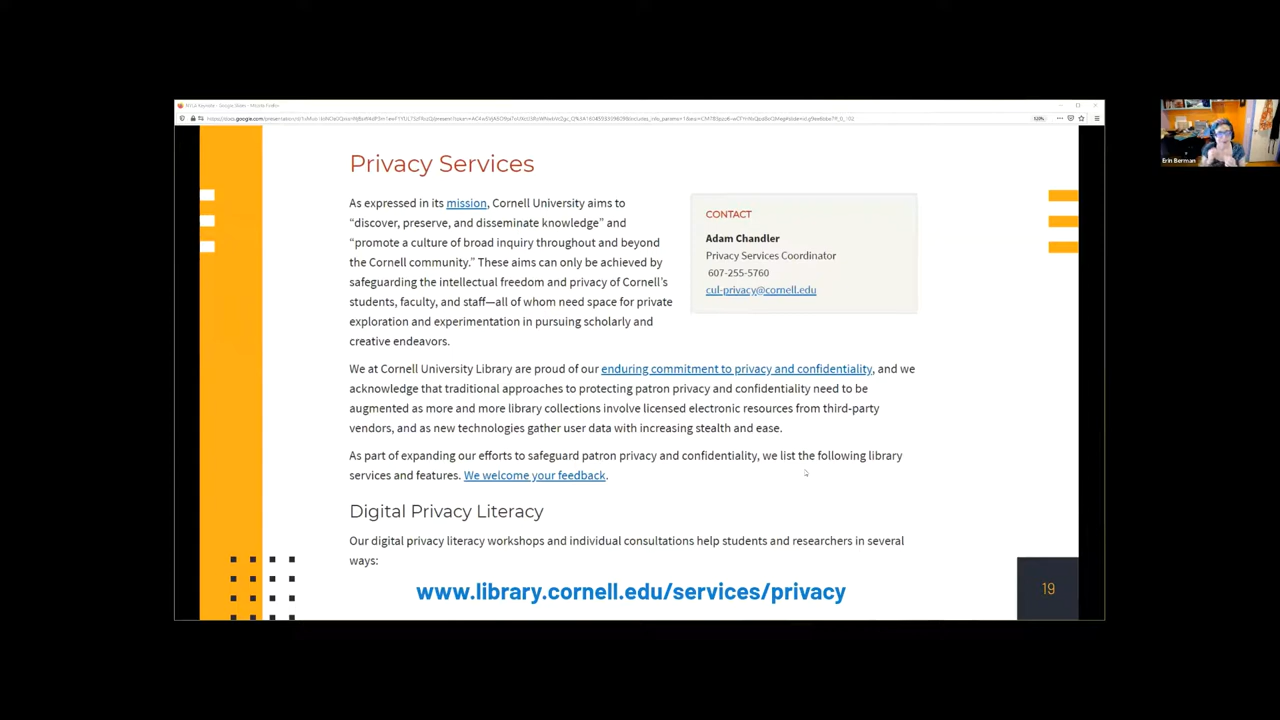 NYLA Keynote - Google Slides - Mozilla Firefox
120%
Privacy Services
As expressed in its mission, Cornell University aims to
“discover, preserve, and disseminate knowledge” and
“promote a culture of broad inquiry throughout and beyond
the Cornell community.” These aims can only be achieved by
safeguarding the intellectual freedom and privacy of Cornell’s
students, faculty, and staff—all of whom need space for private
exploration and experimentation in pursuing scholarly and
creative endeavors.
CONTACT
Adam Chandler
Privacy Services Coordinator
607-255-5760
cul-privacy@cornell.edu
We at Cornell University Library are proud of our enduring commitment to privacy and confidentiality, and we
acknowledge that traditional approaches to protecting patron privacy and confidentiality need to be
augmented as more and more library collections involve licensed electronic resources from third-party
vendors, and as new technologies gather user data with increasing stealth and ease.
As part of expanding our efforts to safeguard patron privacy and confidentiality, we list the following library
services and features. We welcome your feedback.
Digital Privacy Literacy
Our digital privacy literacy workshops and individual consultations help students and researchers in several
ways:
www.library.cornell.edu/services/privacy
19
Erin Berman